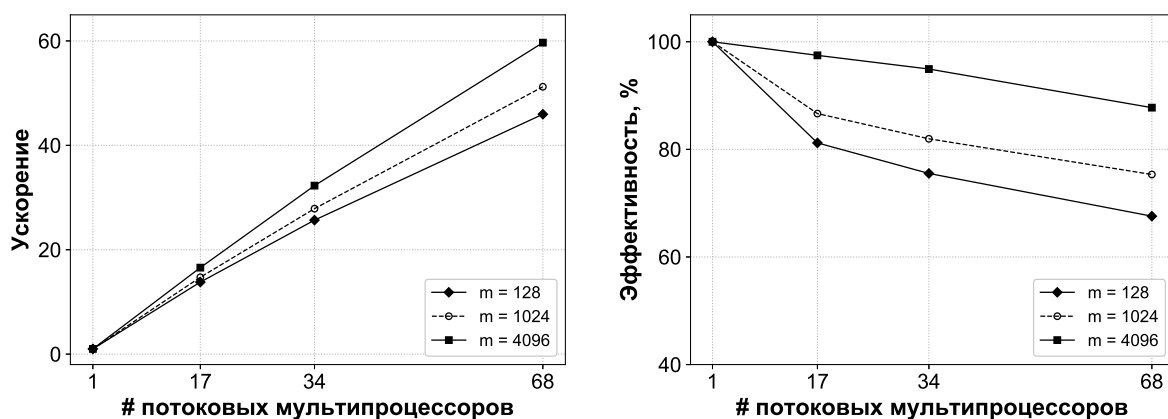 Ускорение
60
40
20
0
1 17 34 68
# потоковых мультипроцессоров
m = 128
m = 1024
m = 4096
Эффективность, %
100
80
60
40
1 17 34 68
# потоковых мультипроцессоров
m = 128
m = 1024
m = 4096